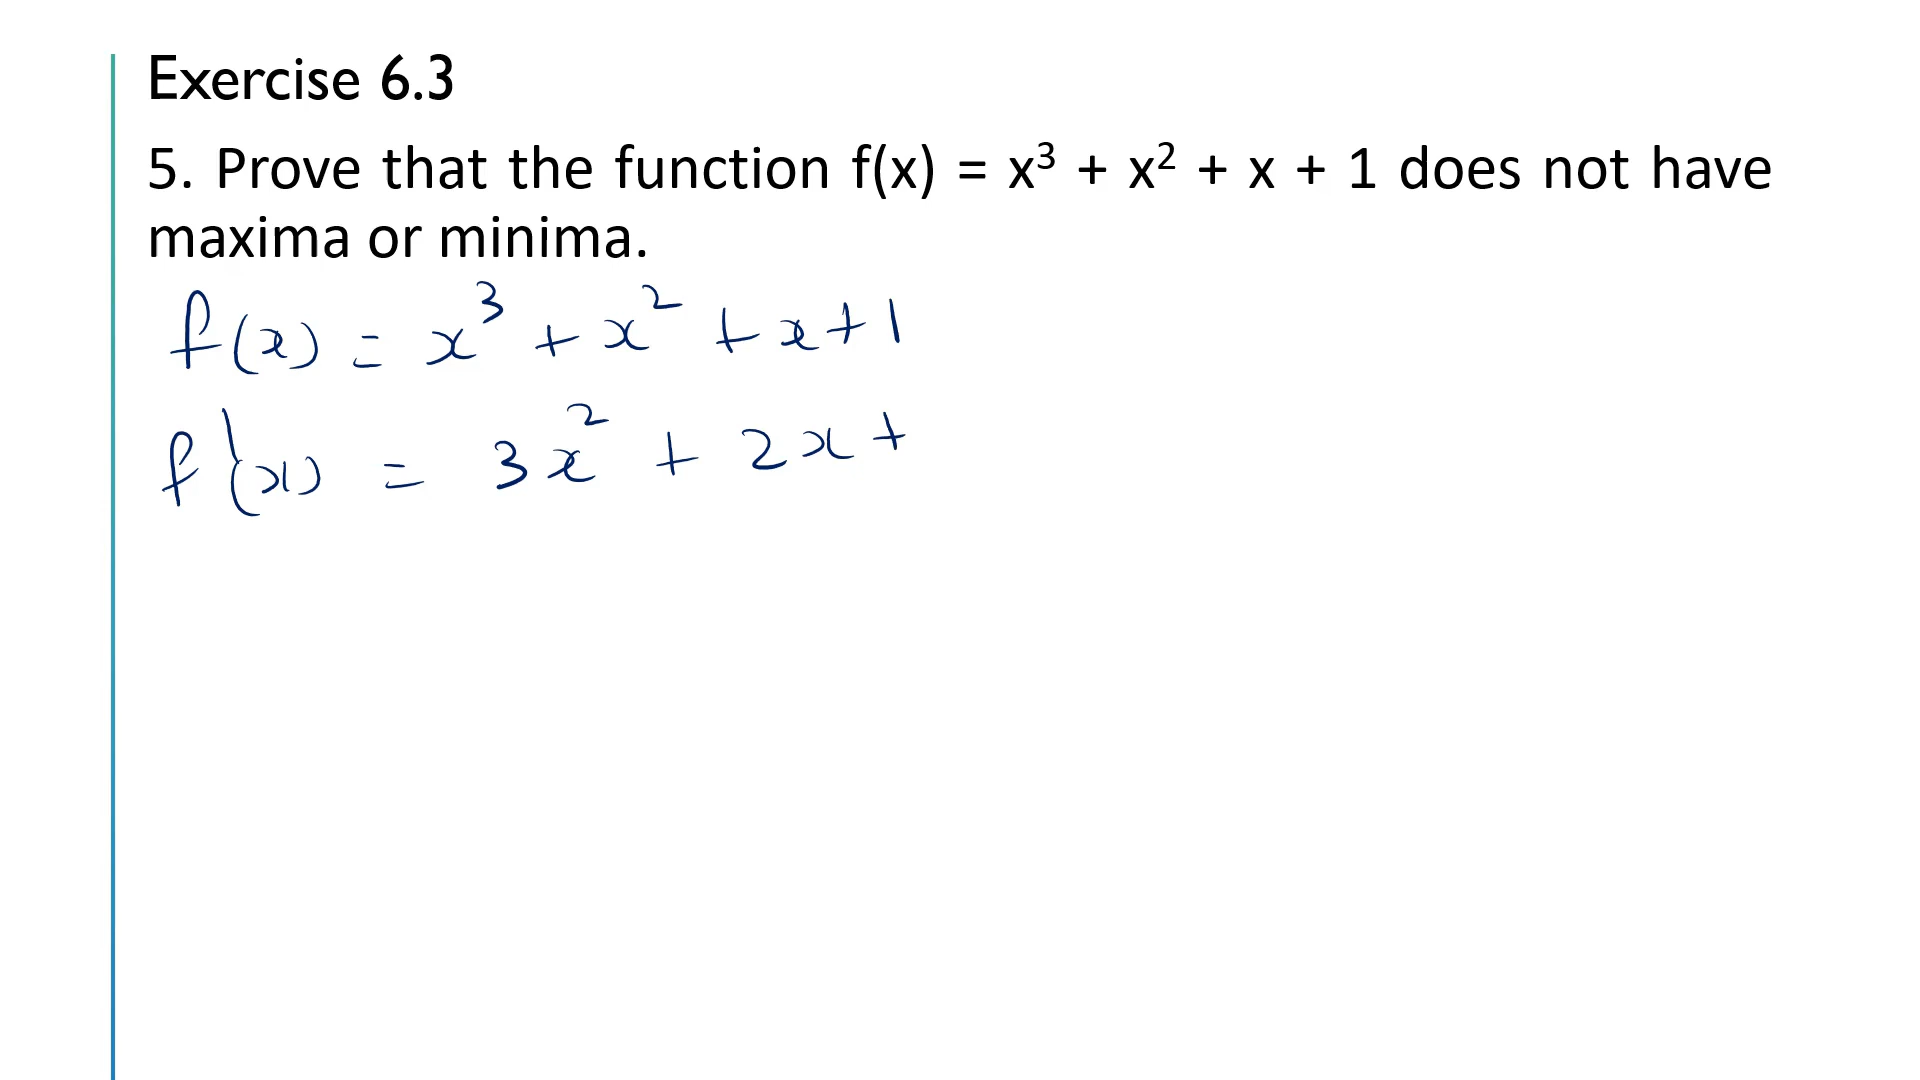 Exercise 6.3
5. Prove that the function f(x) = x³ + x² + x + 1 does not have
maxima or minima.
f(x) = x³ + x² + x + 1
f'(x) = 3x² + 2x +